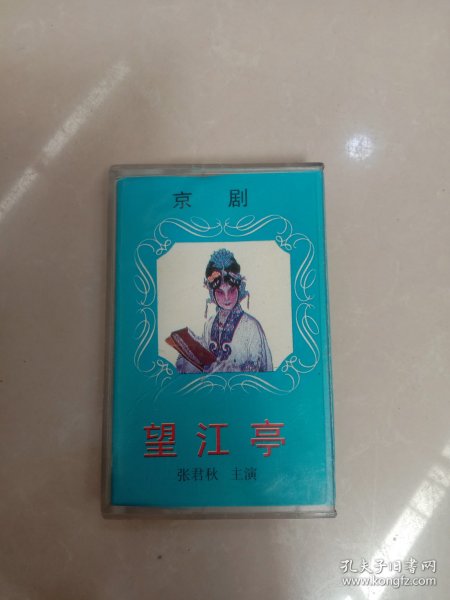 京 剧
望江亭
张君秋 主演
孔夫子旧书网
www.kongfz.com